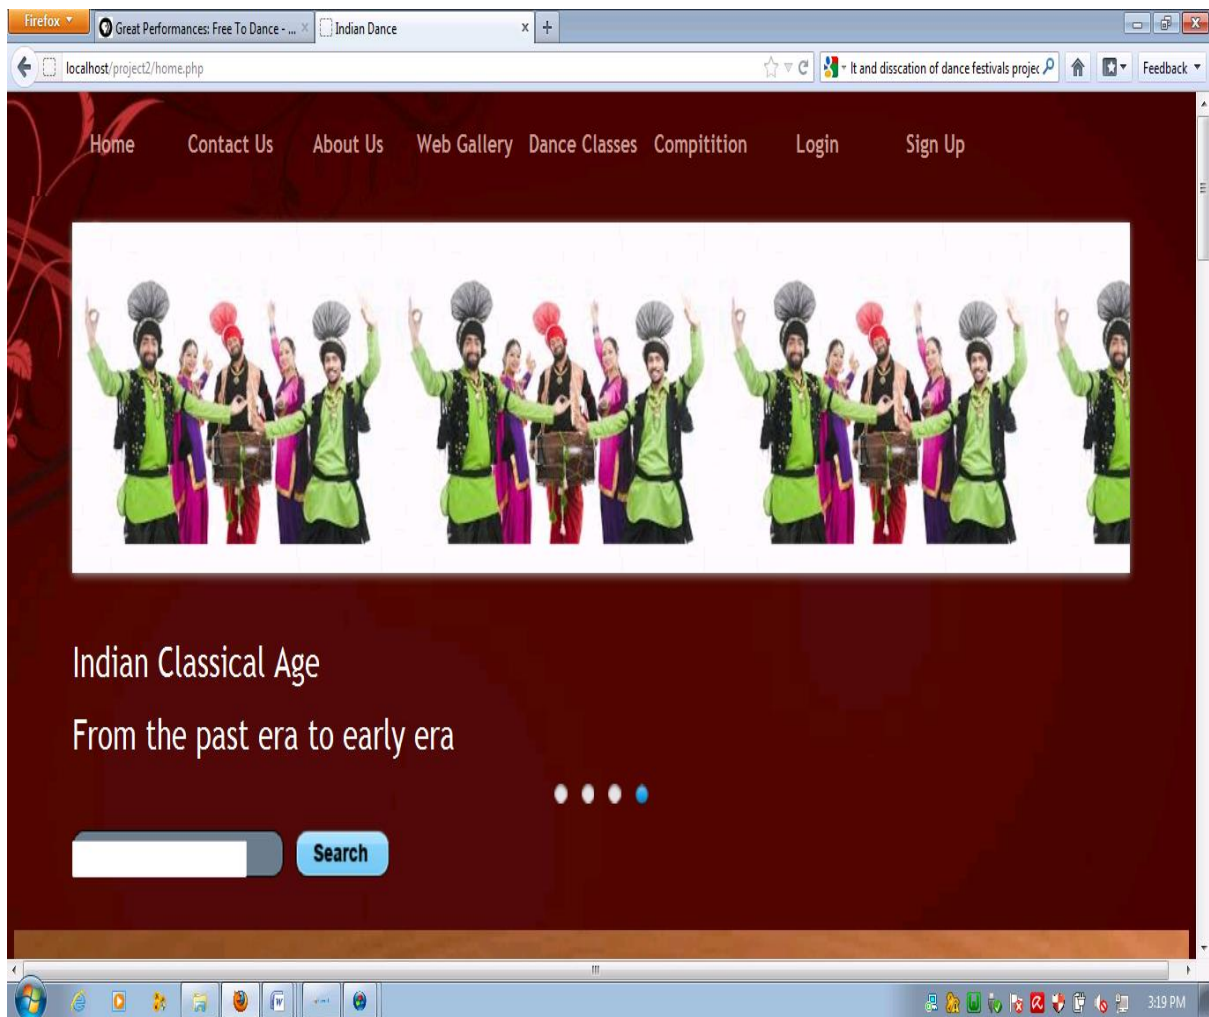 Firefox
Great Performances: Free To Dance - ...
Indian Dance
localhost/project2/home.php
It and disscation of dance festivals projec
Feedback
Home Contact Us About Us Web Gallery Dance Classes Compitition Login Sign Up
Indian Classical Age
From the past era to early era
Search
3:19 PM